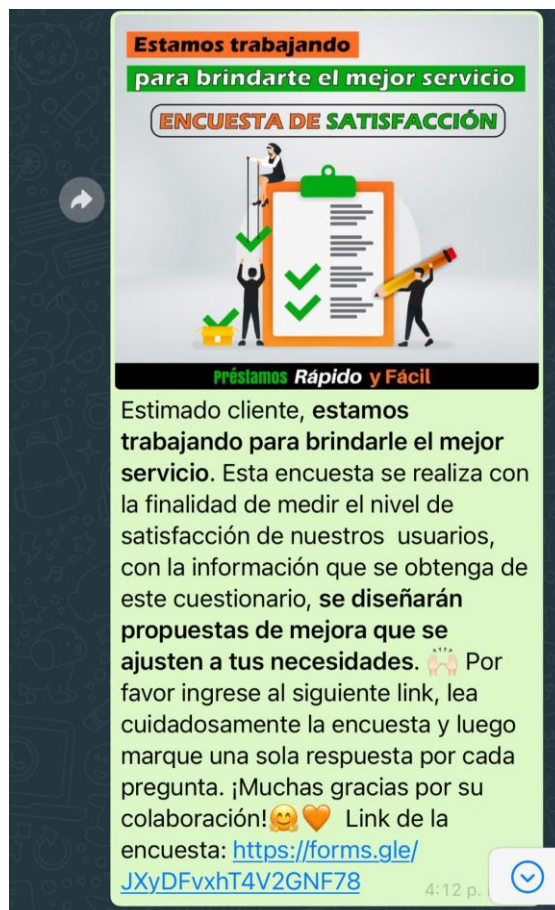 Estamos trabajando
para brindarte el mejor servicio
ENCUESTA DE SATISFACCIÓN
Préstamos Rápido y Fácil
Estimado cliente, estamos
trabajando para brindarle el mejor
servicio. Esta encuesta se realiza con
la finalidad de medir el nivel de
satisfacción de nuestros  usuarios,
con la información que se obtenga de
este cuestionario, se diseñarán
propuestas de mejora que se
ajusten a tus necesidades. 🙌🏻 Por
favor ingrese al siguiente link, lea
cuidadosamente la encuesta y luego
marque una sola respuesta por cada
pregunta. ¡Muchas gracias por su
colaboración!🤗🧡  Link de la
encuesta: https://forms.gle/
JXyDFvxhT4V2GNF78
4:12 p.